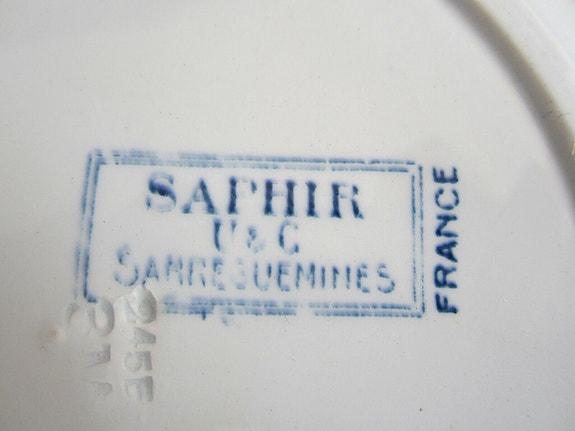 SAPHIR
U & C
SARREGUEMINES
FRANCE